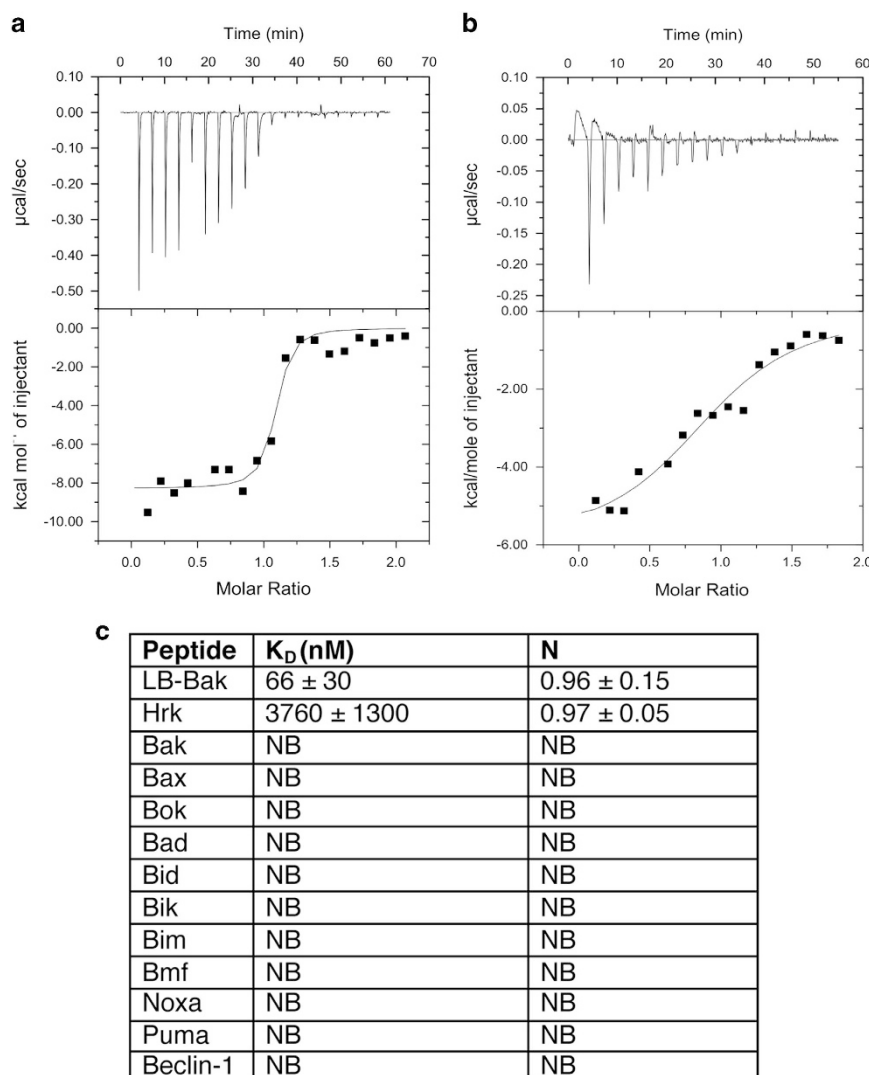 a
Time (min)
0 10 20 30 40 50 60 70
0.10
0.00
-0.10
-0.20
-0.30
-0.40
-0.50
µcal/sec
0.00
-2.00
-4.00
-6.00
-8.00
-10.00
kcal mol⁻¹ of injectant
0.0 0.5 1.0 1.5 2.0
Molar Ratio
b
Time (min)
0 10 20 30 40 50 60
0.10
0.05
0.00
-0.05
-0.10
-0.15
-0.20
-0.25
µcal/sec
0.00
-2.00
-4.00
-6.00
kcal/mole of injectant
0.0 0.5 1.0 1.5 2.0
Molar Ratio
c
Peptide K_D (nM) N
LB-Bak 66 ± 30 0.96 ± 0.15
Hrk 3760 ± 1300 0.97 ± 0.05
Bak NB NB
Bax NB NB
Bok NB NB
Bad NB NB
Bid NB NB
Bik NB NB
Bim NB NB
Bmf NB NB
Noxa NB NB
Puma NB NB
Beclin-1 NB NB